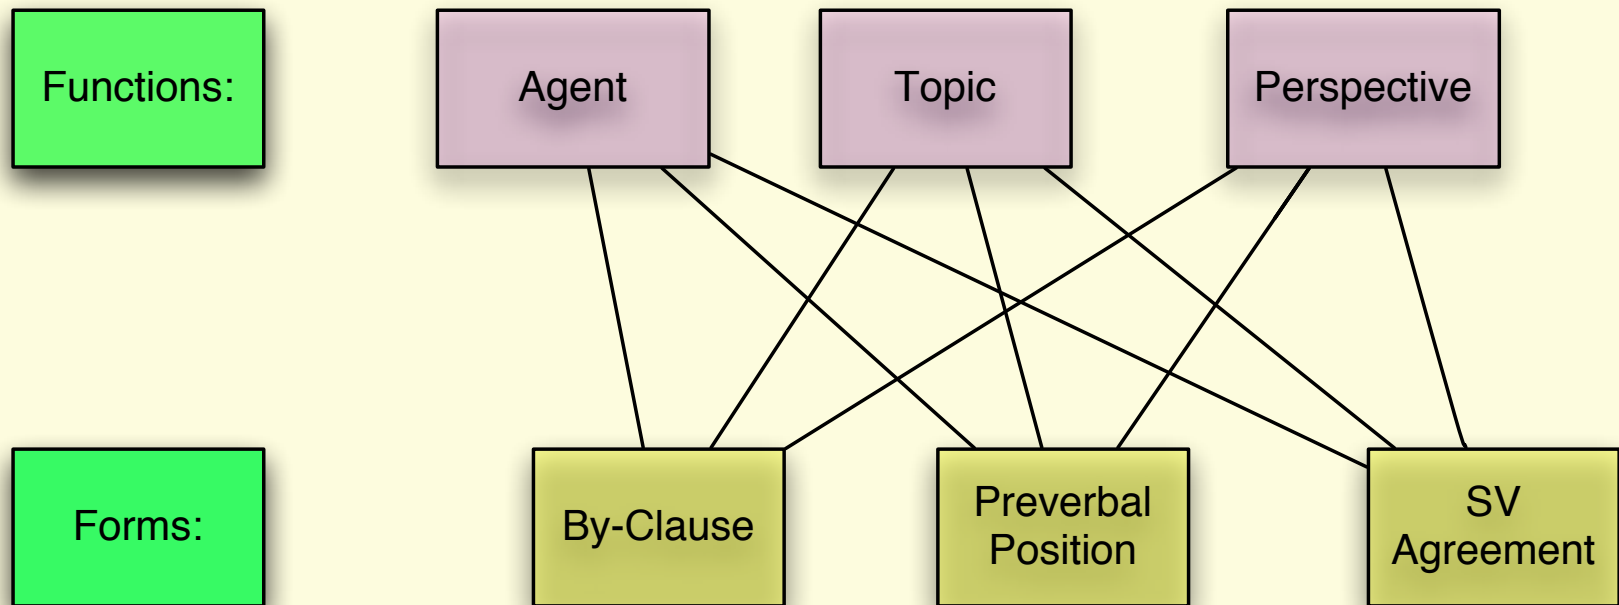 Functions:
Agent
Topic
Perspective
Forms:
By-Clause
Preverbal
Position
SV
Agreement